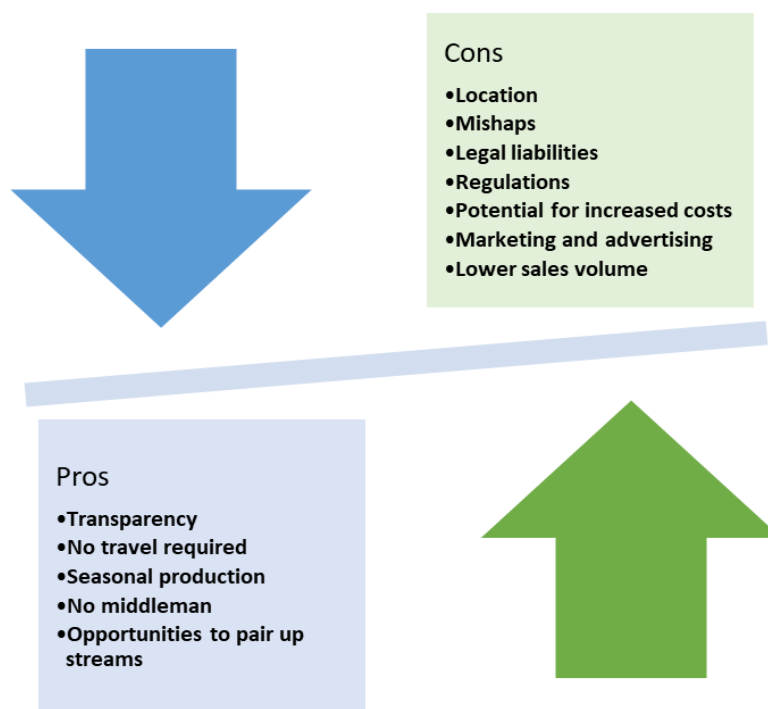 Cons
•Location
•Mishaps
•Legal liabilities
•Regulations
•Potential for increased costs
•Marketing and advertising
•Lower sales volume
Pros
•Transparency
•No travel required
•Seasonal production
•No middleman
•Opportunities to pair up
streams